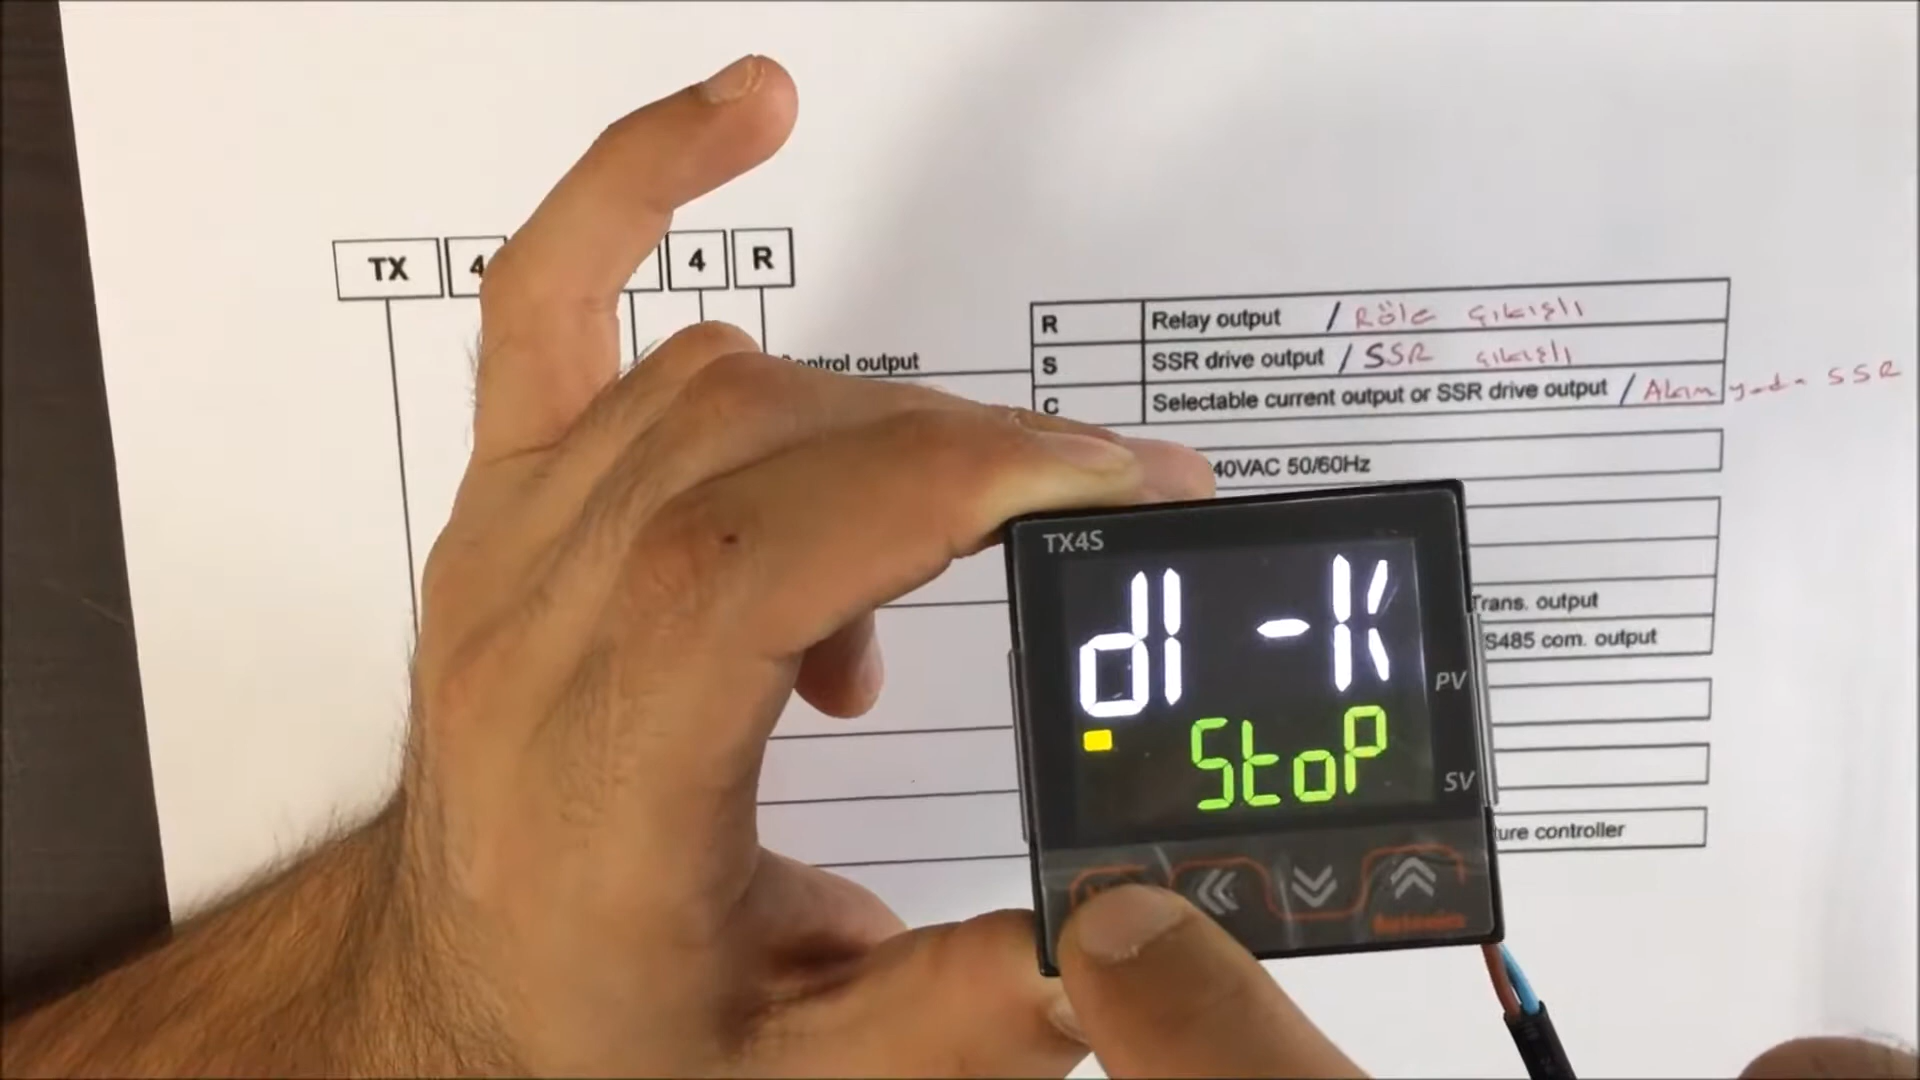 TX 4 4 R
R Relay output / Röle çıkışlı
Control output
S SSR drive output / SSR çıkışlı
C Selectable current output or SSR drive output / Akım yada SSR
40VAC 50/60Hz
Trans. output
S485 com. output
ture controller
TX4S
dI -K
PV
StoP
SV
Autonics